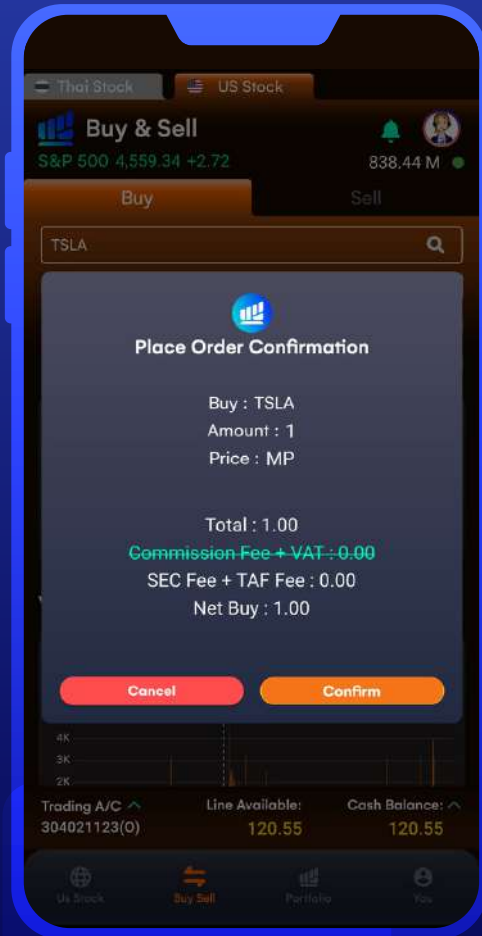 Thai Stock US Stock
Buy & Sell
S&P 500 4,559.34 +2.72 838.44 M
Buy Sell
TSLA
Place Order Confirmation
Buy : TSLA
Amount : 1
Price : MP
Total : 1.00
Commission Fee + VAT : 0.00
SEC Fee + TAF Fee : 0.00
Net Buy : 1.00
Cancel Confirm
4K
3K
2K
Trading A/C Line Available: Cash Balance:
304021123(O) 120.55 120.55
Us Stock Buy Sell Portfolio You